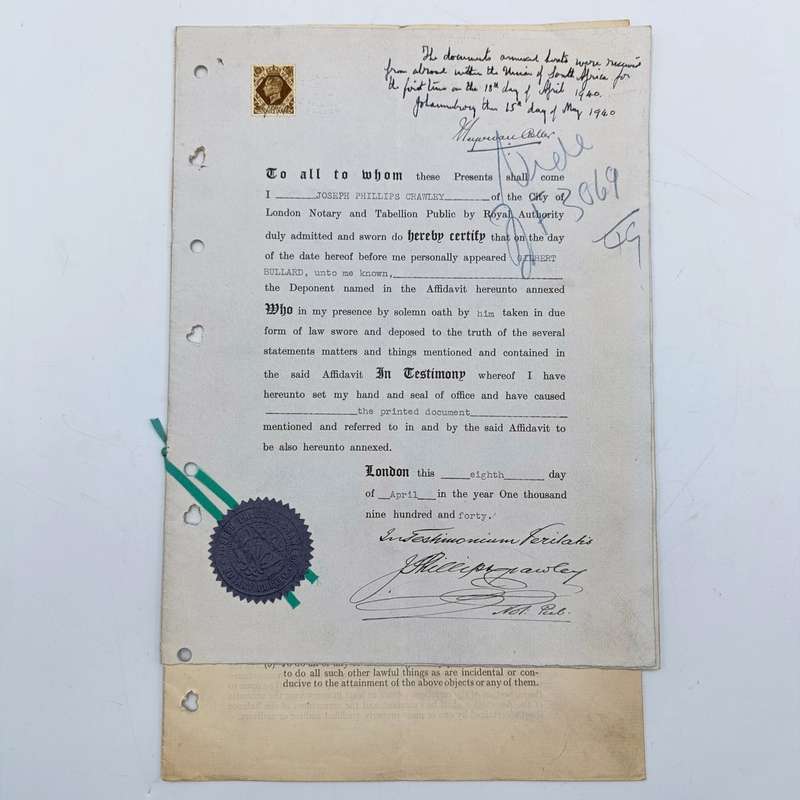 The documents annexed hereto were received
from abroad within the Union of South Africa for
the first time on the 18th day of April 1940.
Johannesburg this 15th day of May 1940
To all to whom these Presents shall come
I JOSEPH PHILLIPS CRAWLEY of the City of
London Notary and Tabellion Public by Royal Authority
duly admitted and sworn do hereby certify that on the day
of the date hereof before me personally appeared GILBERT
BULLARD, unto me known,
the Deponent named in the Affidavit hereunto annexed
Who in my presence by solemn oath by him taken in due
form of law swore and deposed to the truth of the several
statements matters and things mentioned and contained in
the said Affidavit In Testimony whereof I have
hereunto set my hand and seal of office and have caused
the printed document
mentioned and referred to in and by the said Affidavit to
be also hereunto annexed.
London this eighth day
of April in the year One thousand
nine hundred and forty.
In Testimonium Veritatis
J Phillips Crawley
Not. Pub.
3069
to do all such other lawful things as are incidental or con-
ducive to the attainment of the above objects or any of them.